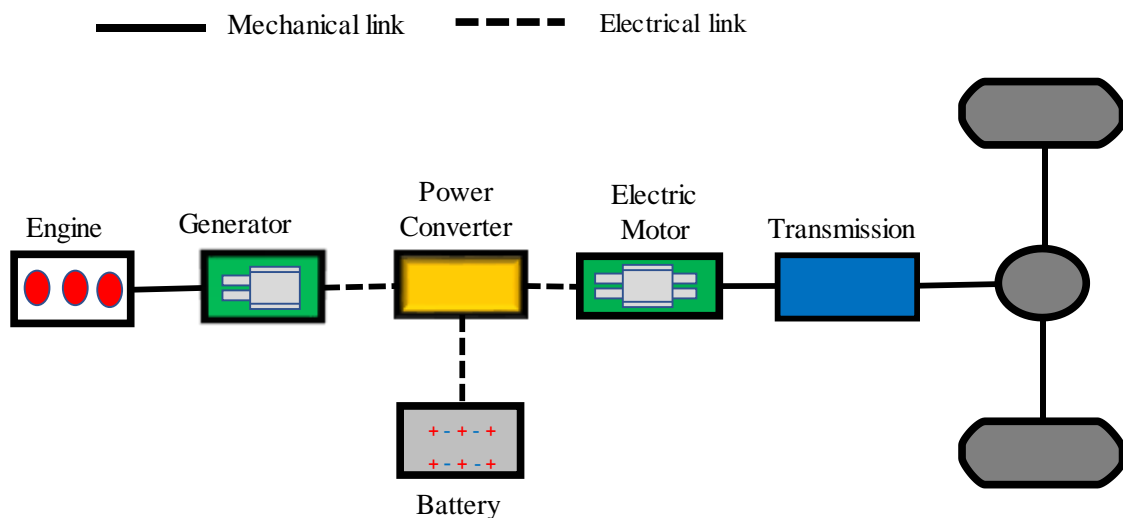 Mechanical link
Electrical link
Engine
Generator
Power
Converter
Electric
Motor
Transmission
+ - + - +
+ - + - +
Battery